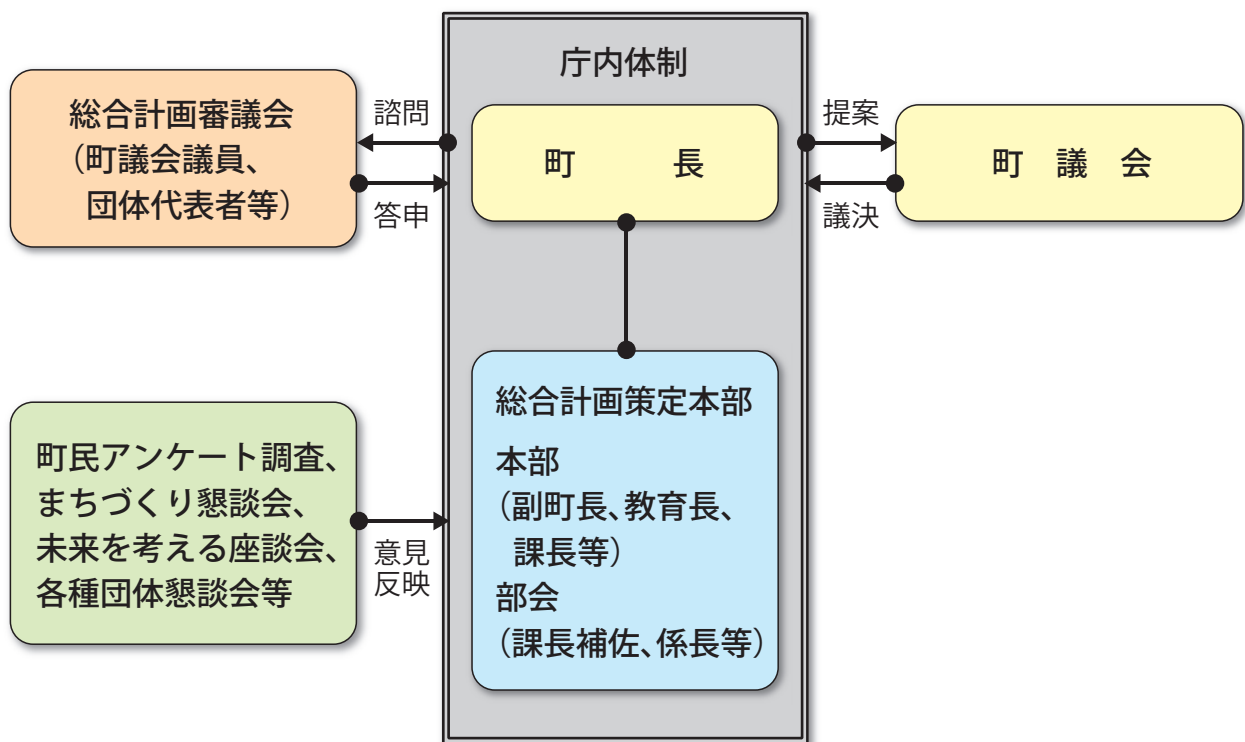 庁内体制
総合計画審議会
（町議会議員、
団体代表者等）
諮問
答申
町　長
提案
議決
町議会
総合計画策定本部
本部
（副町長、教育長、
課長等）
部会
（課長補佐、係長等）
町民アンケート調査、
まちづくり懇談会、
未来を考える座談会、
各種団体懇談会等
意見
反映